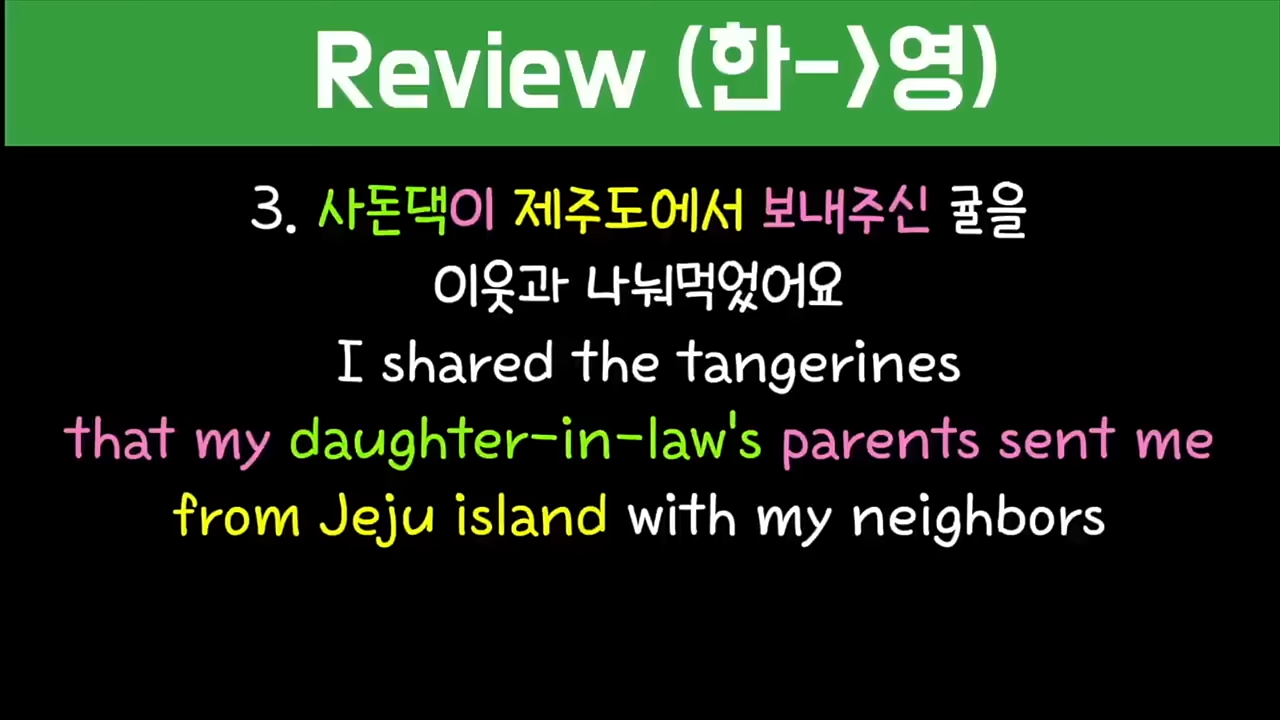 Review (한->영)
3. 사돈댁이 제주도에서 보내주신 귤을
이웃과 나눠먹었어요
I shared the tangerines
that my daughter-in-law's parents sent me
from Jeju island with my neighbors